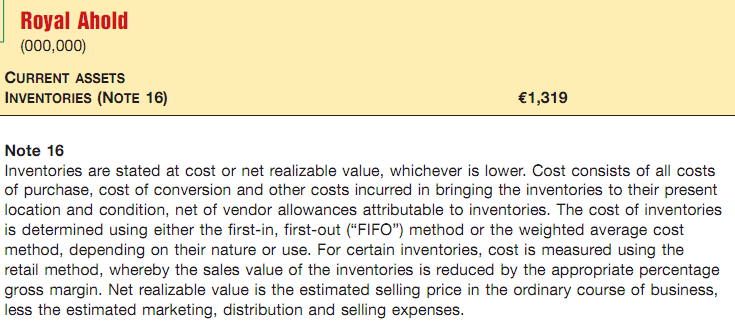 Royal Ahold
(000,000)
CURRENT ASSETS
INVENTORIES (NOTE 16) €1,319
Note 16
Inventories are stated at cost or net realizable value, whichever is lower. Cost consists of all costs
of purchase, cost of conversion and other costs incurred in bringing the inventories to their present
location and condition, net of vendor allowances attributable to inventories. The cost of inventories
is determined using either the first-in, first-out (“FIFO”) method or the weighted average cost
method, depending on their nature or use. For certain inventories, cost is measured using the
retail method, whereby the sales value of the inventories is reduced by the appropriate percentage
gross margin. Net realizable value is the estimated selling price in the ordinary course of business,
less the estimated marketing, distribution and selling expenses.